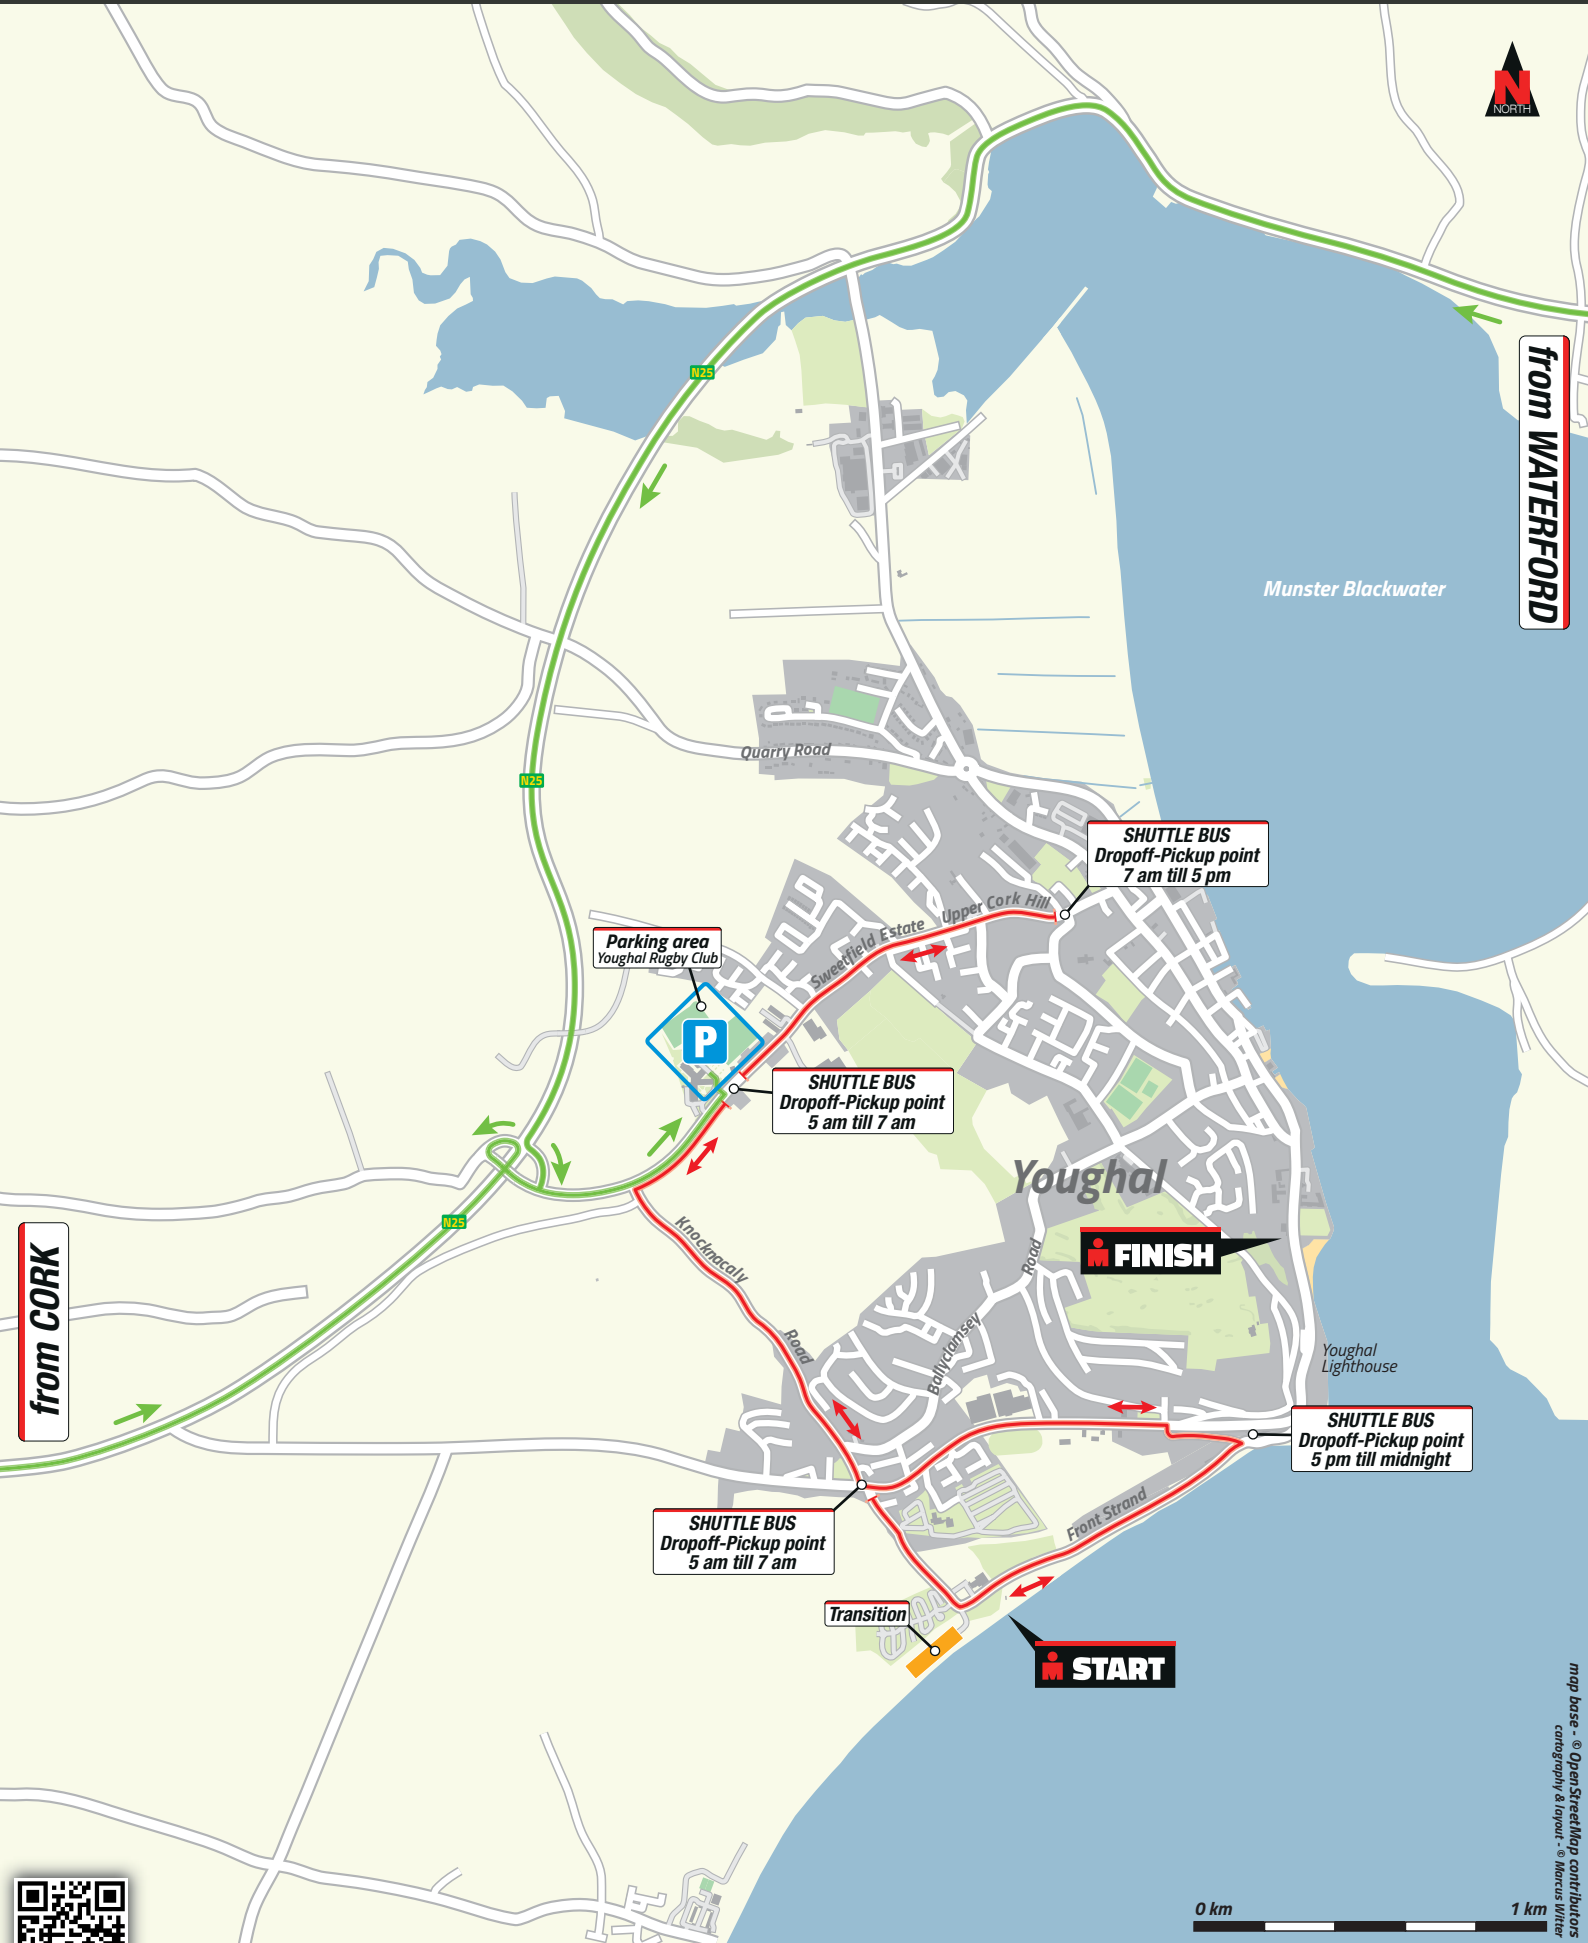 N
NORTH
from WATERFORD
N25
Munster Blackwater
Quarry Road
N25
SHUTTLE BUS
Dropoff-Pickup point
7 am till 5 pm
Upper Cork Hill
Sweetfield Estate
Parking area
Youghal Rugby Club
P
SHUTTLE BUS
Dropoff-Pickup point
5 am till 7 am
Youghal
N25
from CORK
Knocknacaly
Road
FINISH
Road
Ballyclamsey
Youghal
Lighthouse
SHUTTLE BUS
Dropoff-Pickup point
5 pm till midnight
SHUTTLE BUS
Dropoff-Pickup point
5 am till 7 am
Front Strand
Transition
START
0 km
1 km
map base - © OpenStreetMap contributors
cartography & layout - © Marcus Witter